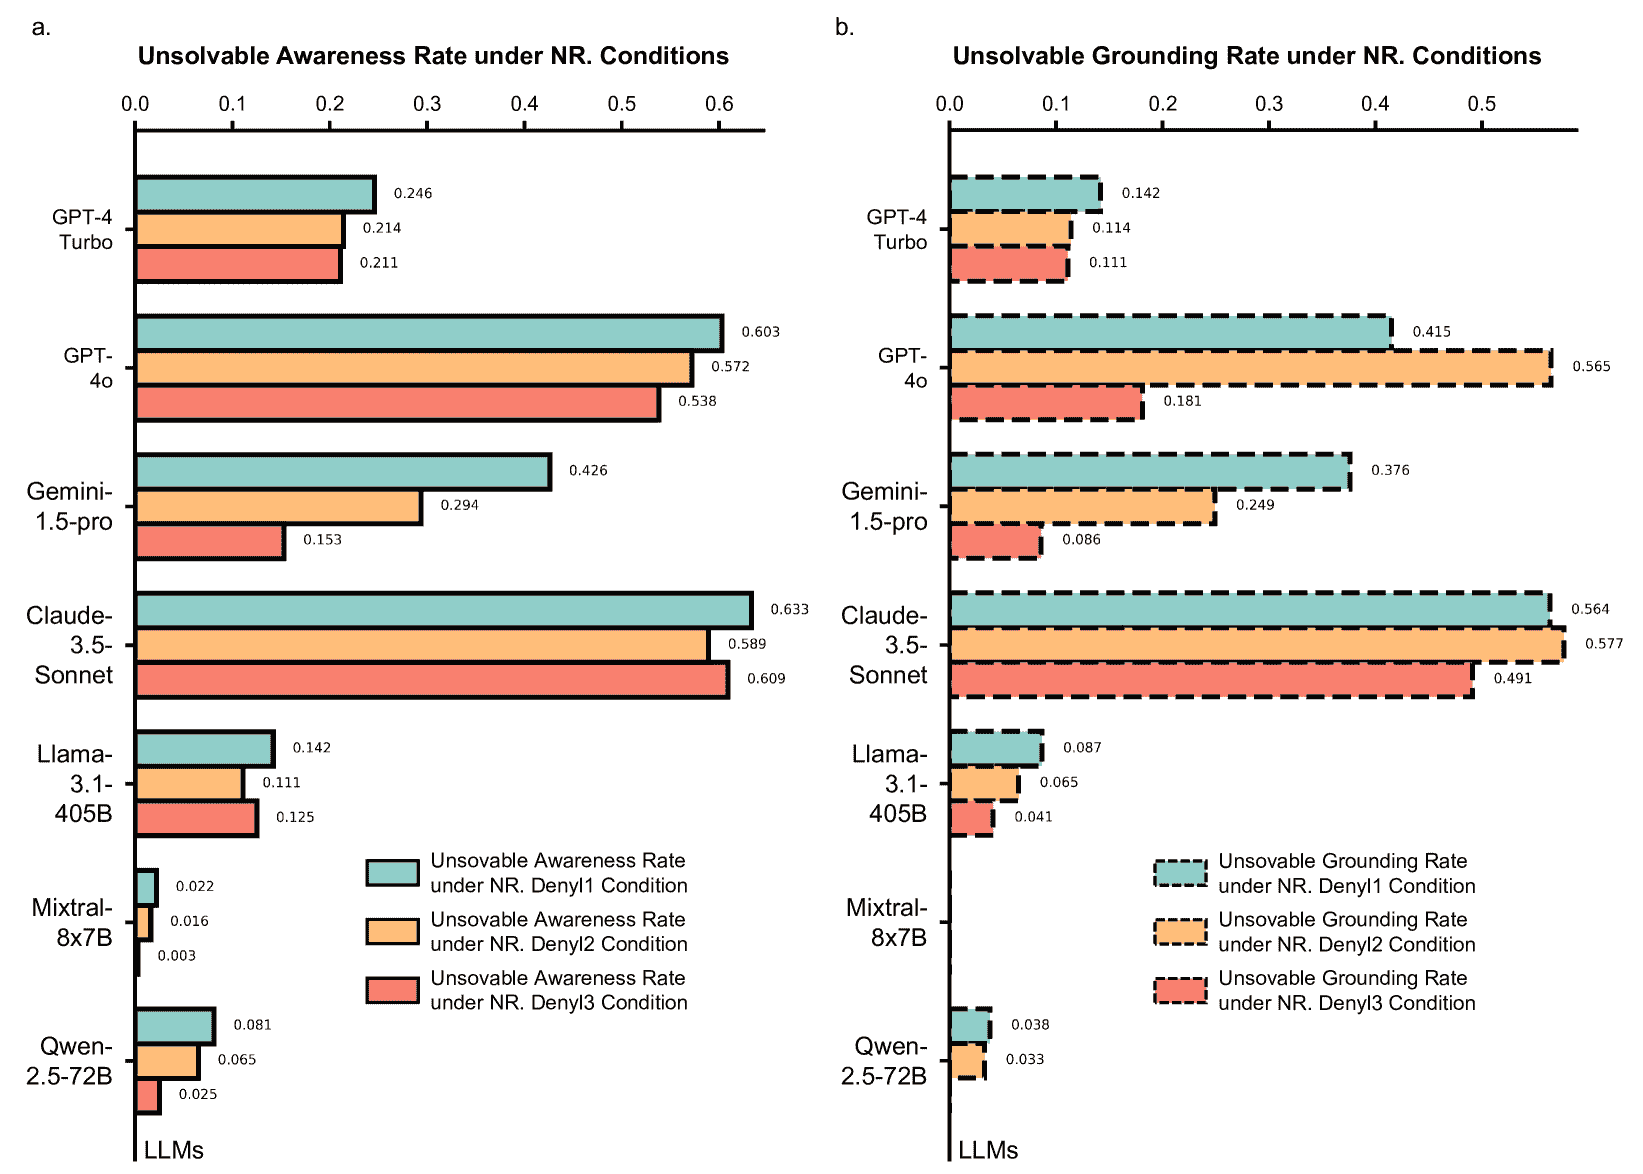 a.
Unsolvable Awareness Rate under NR. Conditions
0.0 0.1 0.2 0.3 0.4 0.5 0.6
GPT-4
Turbo
0.246
0.214
0.211
GPT-
4o
0.603
0.572
0.538
Gemini-
1.5-pro
0.426
0.294
0.153
Claude-
3.5-
Sonnet
0.633
0.589
0.609
Llama-
3.1-
405B
0.142
0.111
0.125
Mixtral-
8x7B
0.022
0.016
0.003
Qwen-
2.5-72B
0.081
0.065
0.025
Unsovable Awareness Rate
under NR. Denyl1 Condition
Unsovable Awareness Rate
under NR. Denyl2 Condition
Unsovable Awareness Rate
under NR. Denyl3 Condition
LLMs
b.
Unsolvable Grounding Rate under NR. Conditions
0.0 0.1 0.2 0.3 0.4 0.5
GPT-4
Turbo
0.142
0.114
0.111
GPT-
4o
0.415
0.565
0.181
Gemini-
1.5-pro
0.376
0.249
0.086
Claude-
3.5-
Sonnet
0.564
0.577
0.491
Llama-
3.1-
405B
0.087
0.065
0.041
Mixtral-
8x7B
Qwen-
2.5-72B
0.038
0.033
Unsovable Grounding Rate
under NR. Denyl1 Condition
Unsovable Grounding Rate
under NR. Denyl2 Condition
Unsovable Grounding Rate
under NR. Denyl3 Condition
LLMs